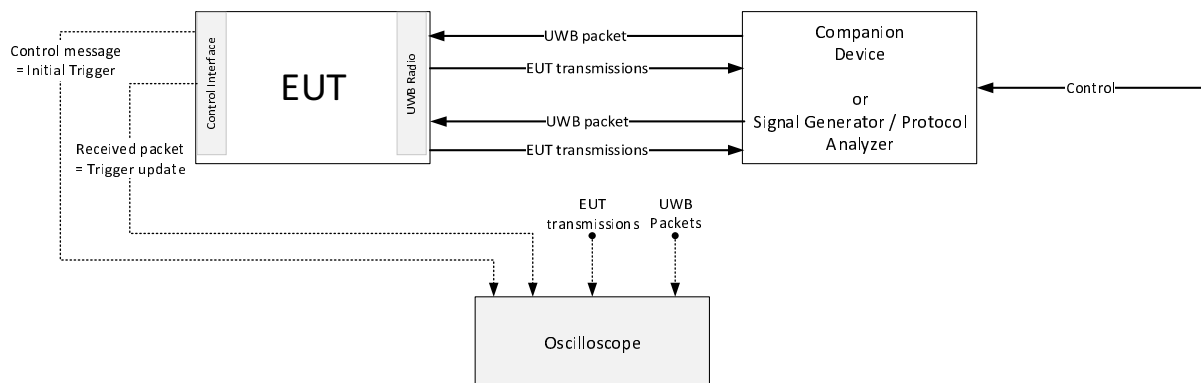 Control message
= Initial Trigger
Control Interface
EUT
UWB Radio
UWB packet
EUT transmissions
UWB packet
EUT transmissions
Companion
Device
or
Signal Generator / Protocol
Analyzer
Control
Received packet
= Trigger update
EUT
transmissions
UWB
Packets
Oscilloscope